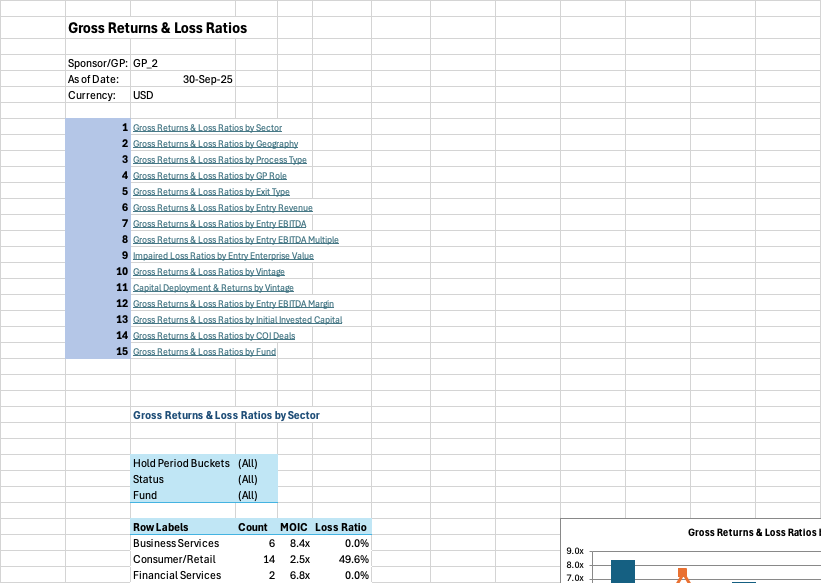 Gross Returns & Loss Ratios
Sponsor/GP: GP_2
As of Date: 30-Sep-25
Currency: USD
1 Gross Returns & Loss Ratios by Sector
2 Gross Returns & Loss Ratios by Geography
3 Gross Returns & Loss Ratios by Process Type
4 Gross Returns & Loss Ratios by GP Role
5 Gross Returns & Loss Ratios by Exit Type
6 Gross Returns & Loss Ratios by Entry Revenue
7 Gross Returns & Loss Ratios by Entry EBITDA
8 Gross Returns & Loss Ratios by Entry EBITDA Multiple
9 Impaired Loss Ratios by Entry Enterprise Value
10 Gross Returns & Loss Ratios by Vintage
11 Capital Deployment & Returns by Vintage
12 Gross Returns & Loss Ratios by Entry EBITDA Margin
13 Gross Returns & Loss Ratios by Initial Invested Capital
14 Gross Returns & Loss Ratios by COI Deals
15 Gross Returns & Loss Ratios by Fund
Gross Returns & Loss Ratios by Sector
Hold Period Buckets (All)
Status (All)
Fund (All)
Row Labels Count MOIC Loss Ratio
Business Services 6 8.4x 0.0%
Consumer/Retail 14 2.5x 49.6%
Financial Services 2 6.8x 0.0%
Gross Returns & Loss Ratios
9.0x
8.0x
7.0x